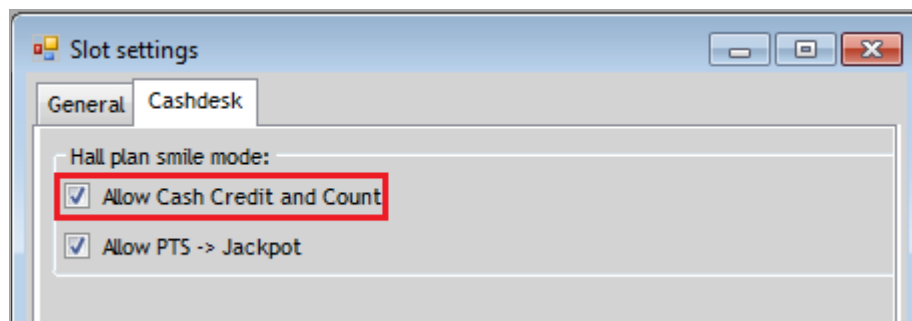 Slot settings
General Cashdesk
Hall plan smile mode:
Allow Cash Credit and Count
Allow PTS -> Jackpot